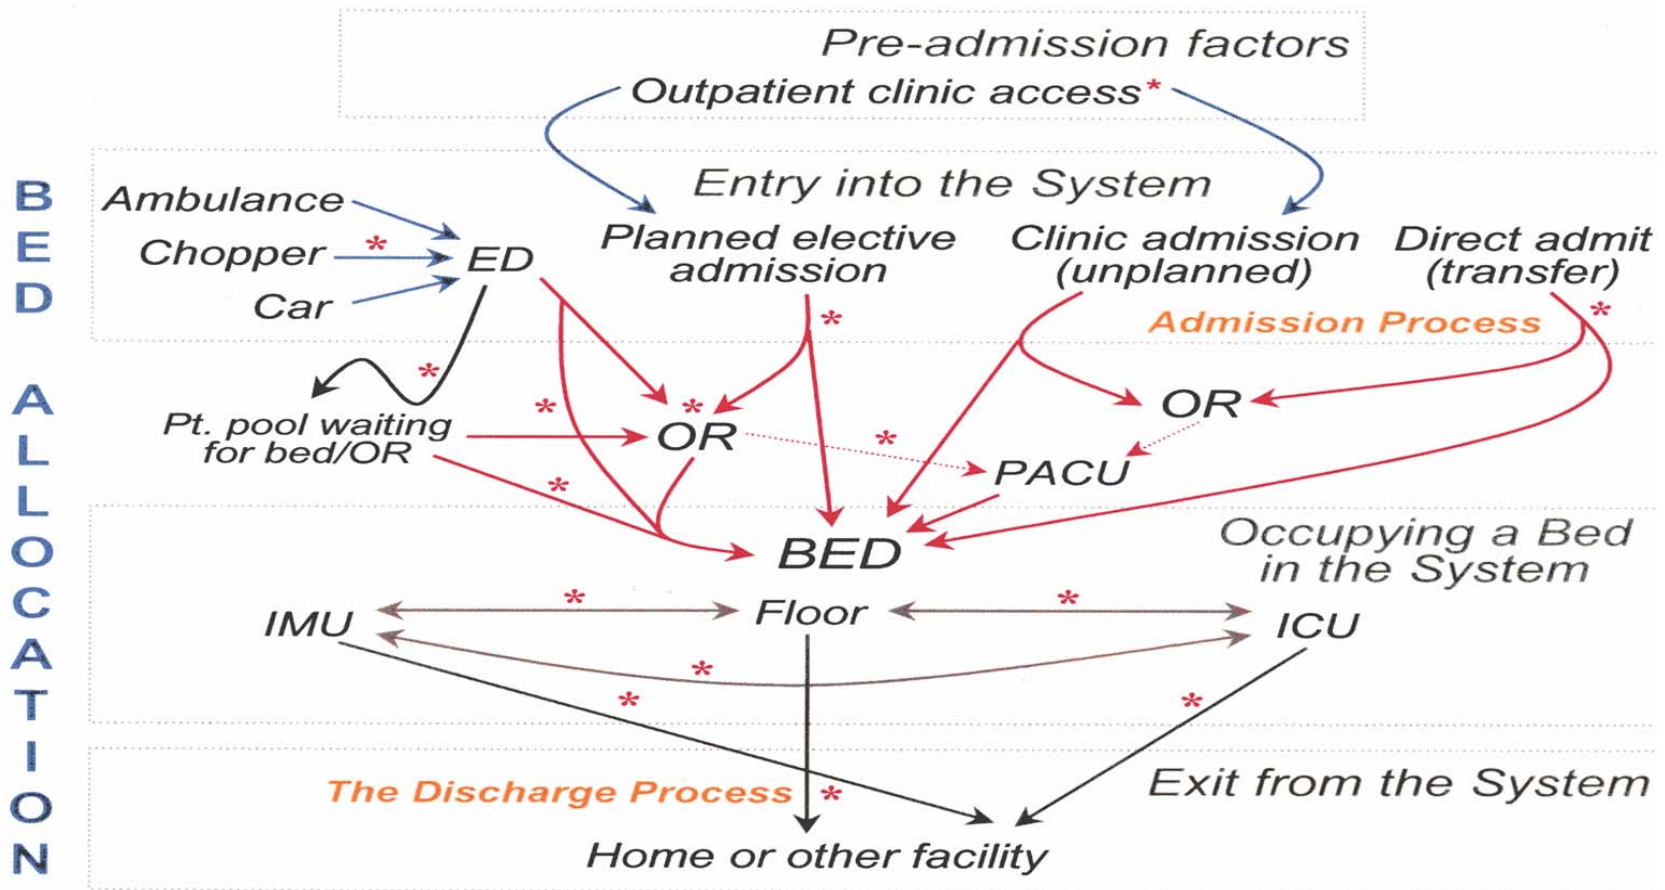 BED ALLOCATION
Pre-admission factors
Outpatient clinic access*
Entry into the System
Ambulance
Chopper
*
Car
ED
Planned elective
admission
Clinic admission
(unplanned)
Direct admit
(transfer)
*
*
Admission Process
*
Pt. pool waiting
for bed/OR
*
*
OR
*
OR
*
PACU
*
BED
Occupying a Bed
in the System
IMU
*
Floor
*
ICU
*
*
*
The Discharge Process
*
Exit from the System
Home or other facility